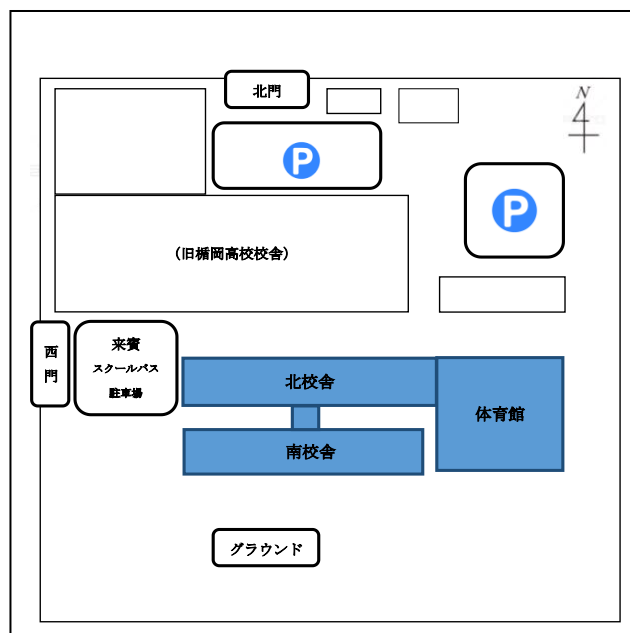 北門
N
P
P
（旧楯岡高校校舎）
西
門
来賓
スクールバス
駐車場
北校舎
体育館
南校舎
グラウンド